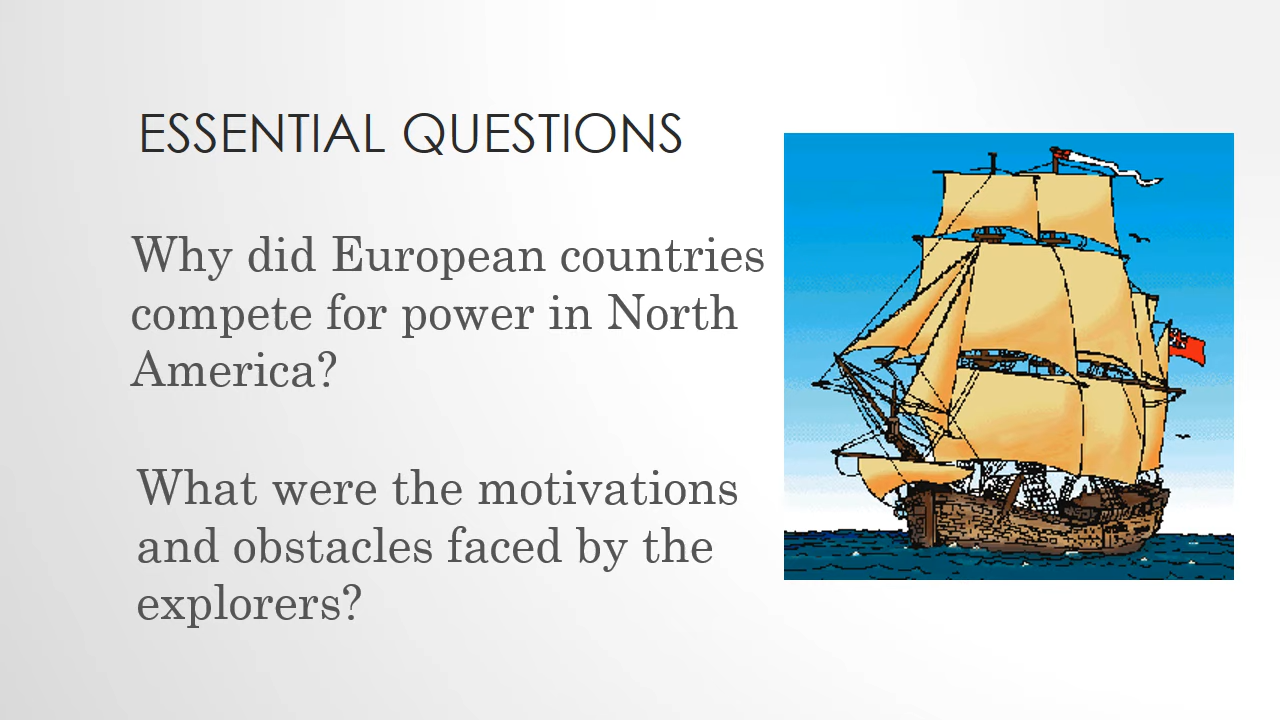 ESSENTIAL QUESTIONS
Why did European countries
compete for power in North
America?
What were the motivations
and obstacles faced by the
explorers?